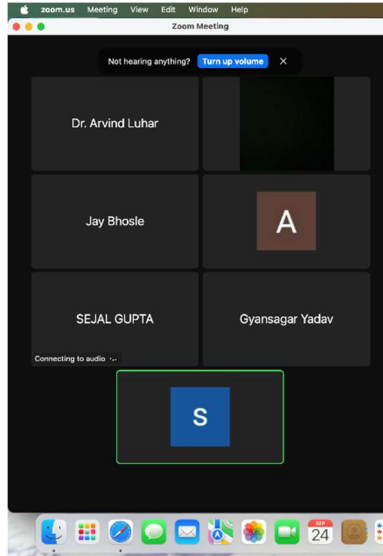 zoom.us Meeting View Edit Window Help
Zoom Meeting
Not hearing anything? Turn up volume
Dr. Arvind Luhar
Jay Bhosle
A
SEJAL GUPTA
Gyansagar Yadav
Connecting to audio
S
SEP
24